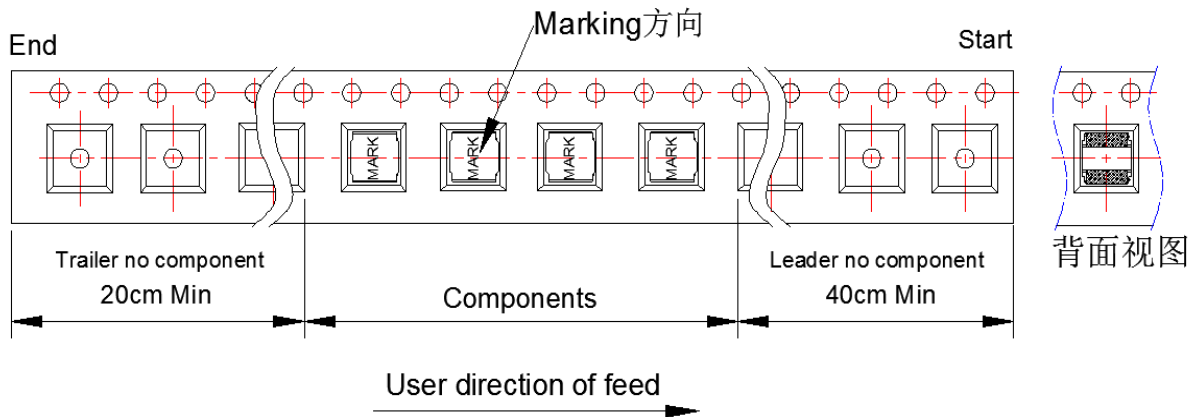 Marking方向
End
Start
MARK
MARK
MARK
MARK
Trailer no component
20cm Min
Components
Leader no component
40cm Min
背面视图
User direction of feed